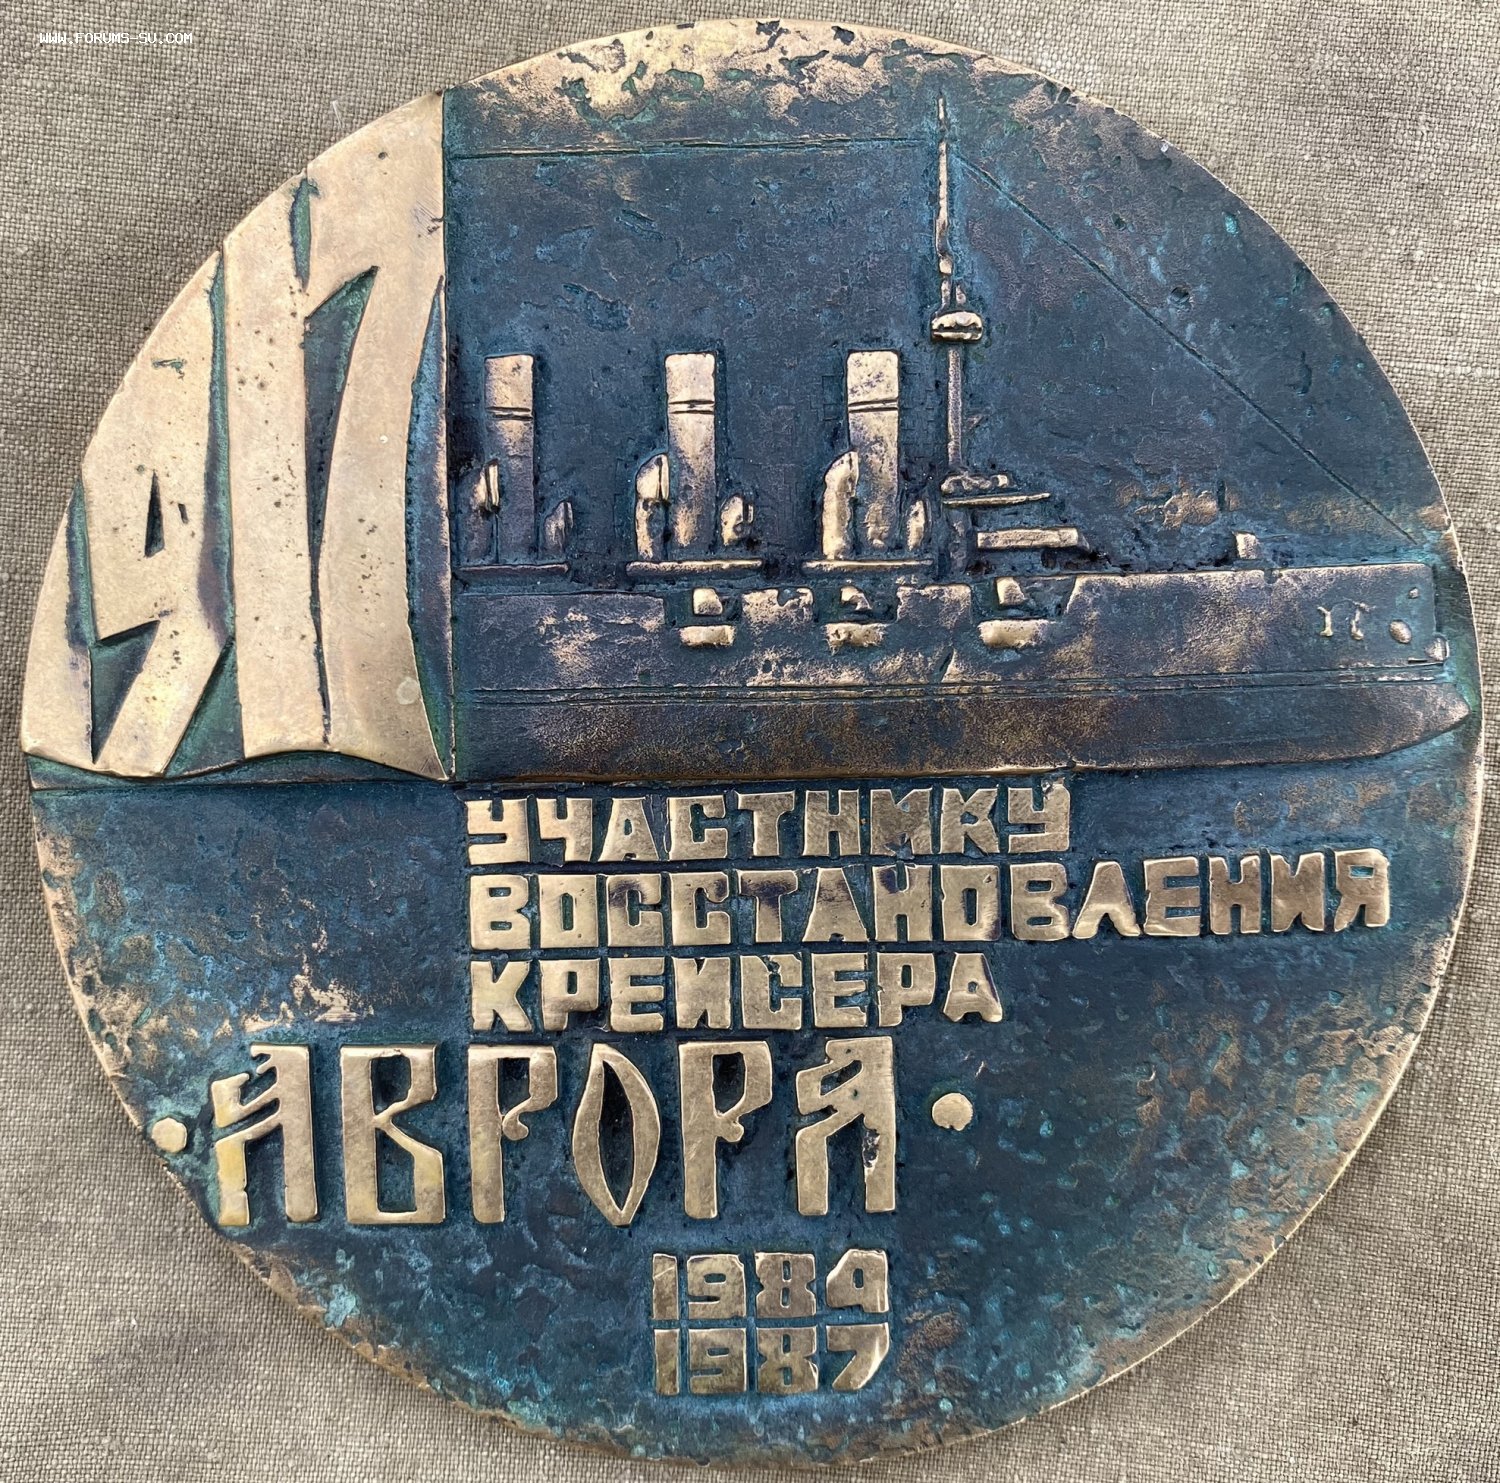 WWW.FORUMS-SU.COM
1917
УЧАСТНИКУ
ВОССТАНОВЛЕНИЯ
КРЕЙСЕРА
·АВРОРА·
1984
1987